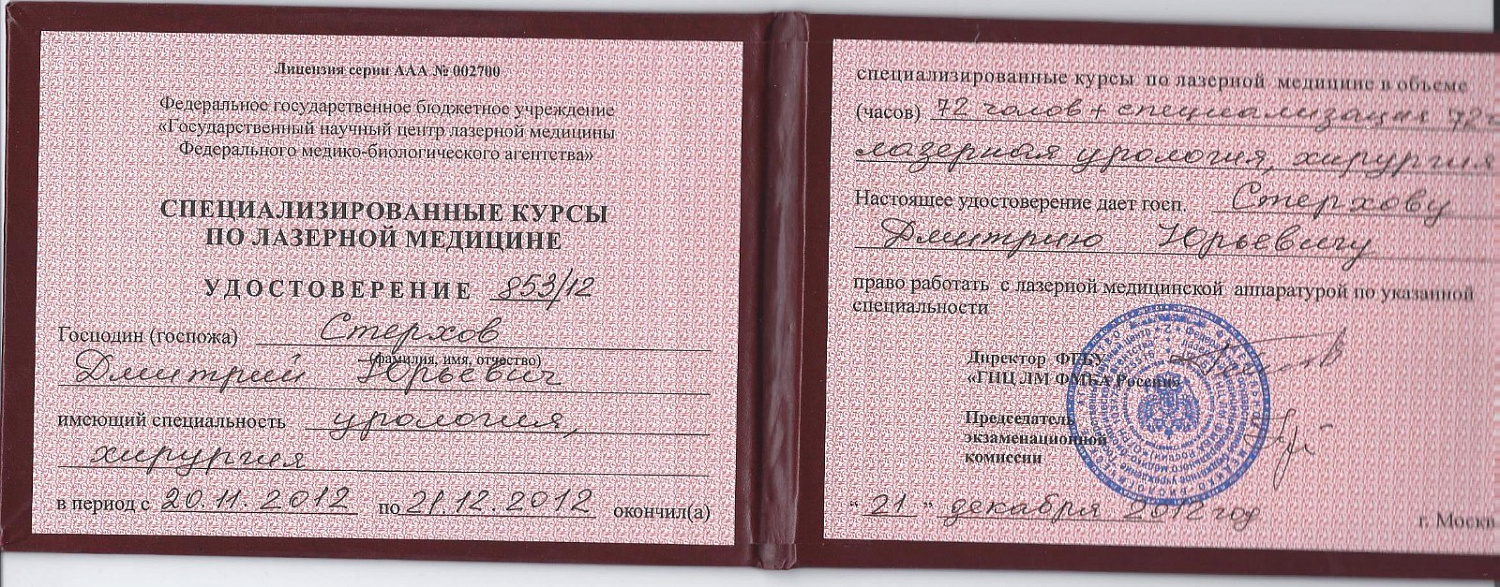 Лицензия серии ААА № 002700
Федеральное государственное бюджетное учреждение
«Государственный научный центр лазерной медицины
Федерального медико-биологического агентства»
СПЕЦИАЛИЗИРОВАННЫЕ КУРСЫ
ПО ЛАЗЕРНОЙ МЕДИЦИНЕ
УДОСТОВЕРЕНИЕ 853/12
Господин (госпожа) Стерхов
(фамилия, имя, отчество)
Дмитрий Юрьевич
имеющий специальность урология,
хирургия
в период с 20.11.2012 по 21.12.2012 окончил(а)
специализированные курсы по лазерной медицине в объеме
(часов) 72 часов + специализация 72ч
лазерная урология, хирургия
Настоящее удостоверение дает госп. Стерхову
Дмитрию Юрьевичу
право работать с лазерной медицинской аппаратурой по указанной
специальности
Директор ФГБУ
«ГНЦ ЛМ ФМБА России»
Председатель
экзаменационной
комиссии
“ 21 ” декабря 2012 год г. Москв